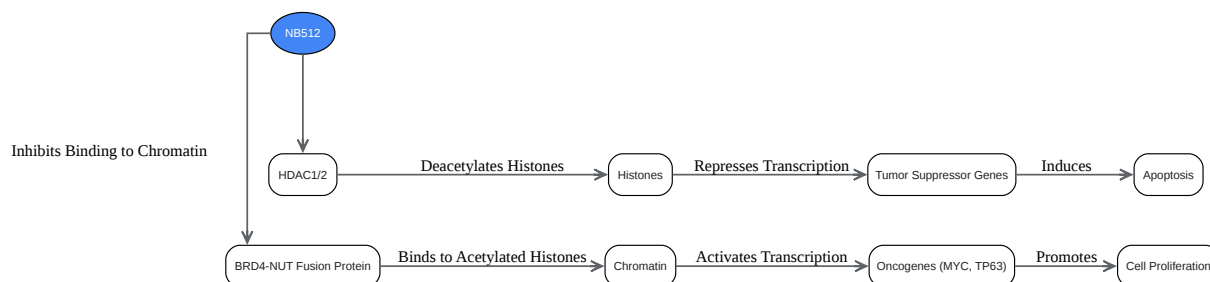 NB512
Inhibits Binding to Chromatin
HDAC1/2
Deacetylates Histones
Histones
Represses Transcription
Tumor Suppressor Genes
Induces
Apoptosis
BRD4-NUT Fusion Protein
Binds to Acetylated Histones
Chromatin
Activates Transcription
Oncogenes (MYC, TP63)
Promotes
Cell Proliferation